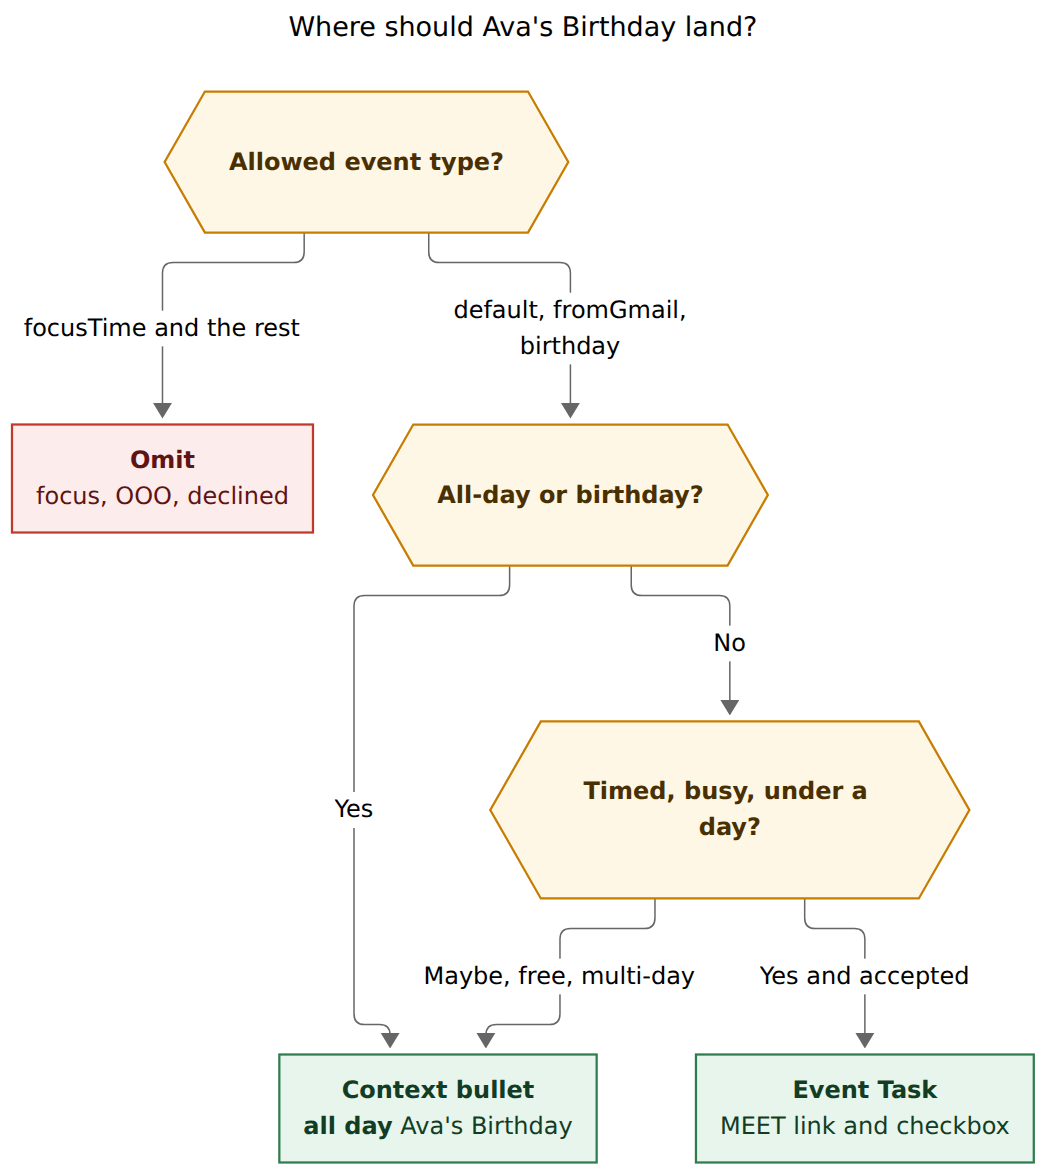 Where should Ava's Birthday land?
Allowed event type?
focusTime and the rest
default, fromGmail,
birthday
Omit
focus, OOO, declined
All-day or birthday?
No
Yes
Timed, busy, under a
day?
Maybe, free, multi-day
Yes and accepted
Context bullet
all day Ava's Birthday
Event Task
MEET link and checkbox